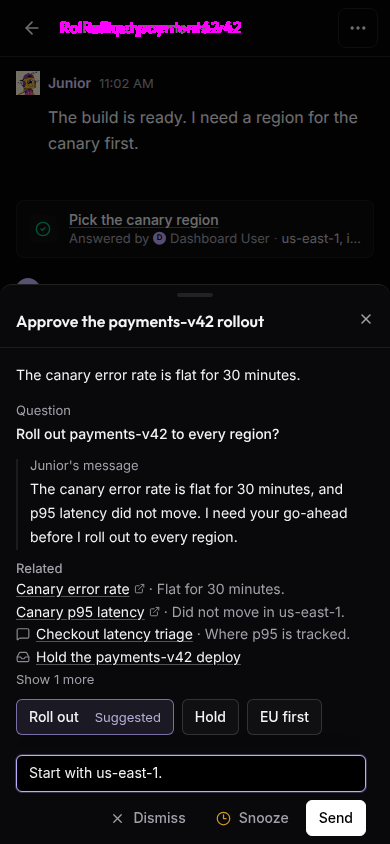 Junior 11:02 AM
The build is ready. I need a region for the
canary first.
Pick the canary region
Answered by D Dashboard User · us-east-1, i...
Approve the payments-v42 rollout
The canary error rate is flat for 30 minutes.
Question
Roll out payments-v42 to every region?
Junior's message
The canary error rate is flat for 30 minutes, and
p95 latency did not move. I need your go-ahead
before I roll out to every region.
Related
Canary error rate · Flat for 30 minutes.
Canary p95 latency · Did not move in us-east-1.
Checkout latency triage · Where p95 is tracked.
Hold the payments-v42 deploy
Show 1 more
Roll out Suggested Hold EU first
Start with us-east-1.
Dismiss Snooze Send